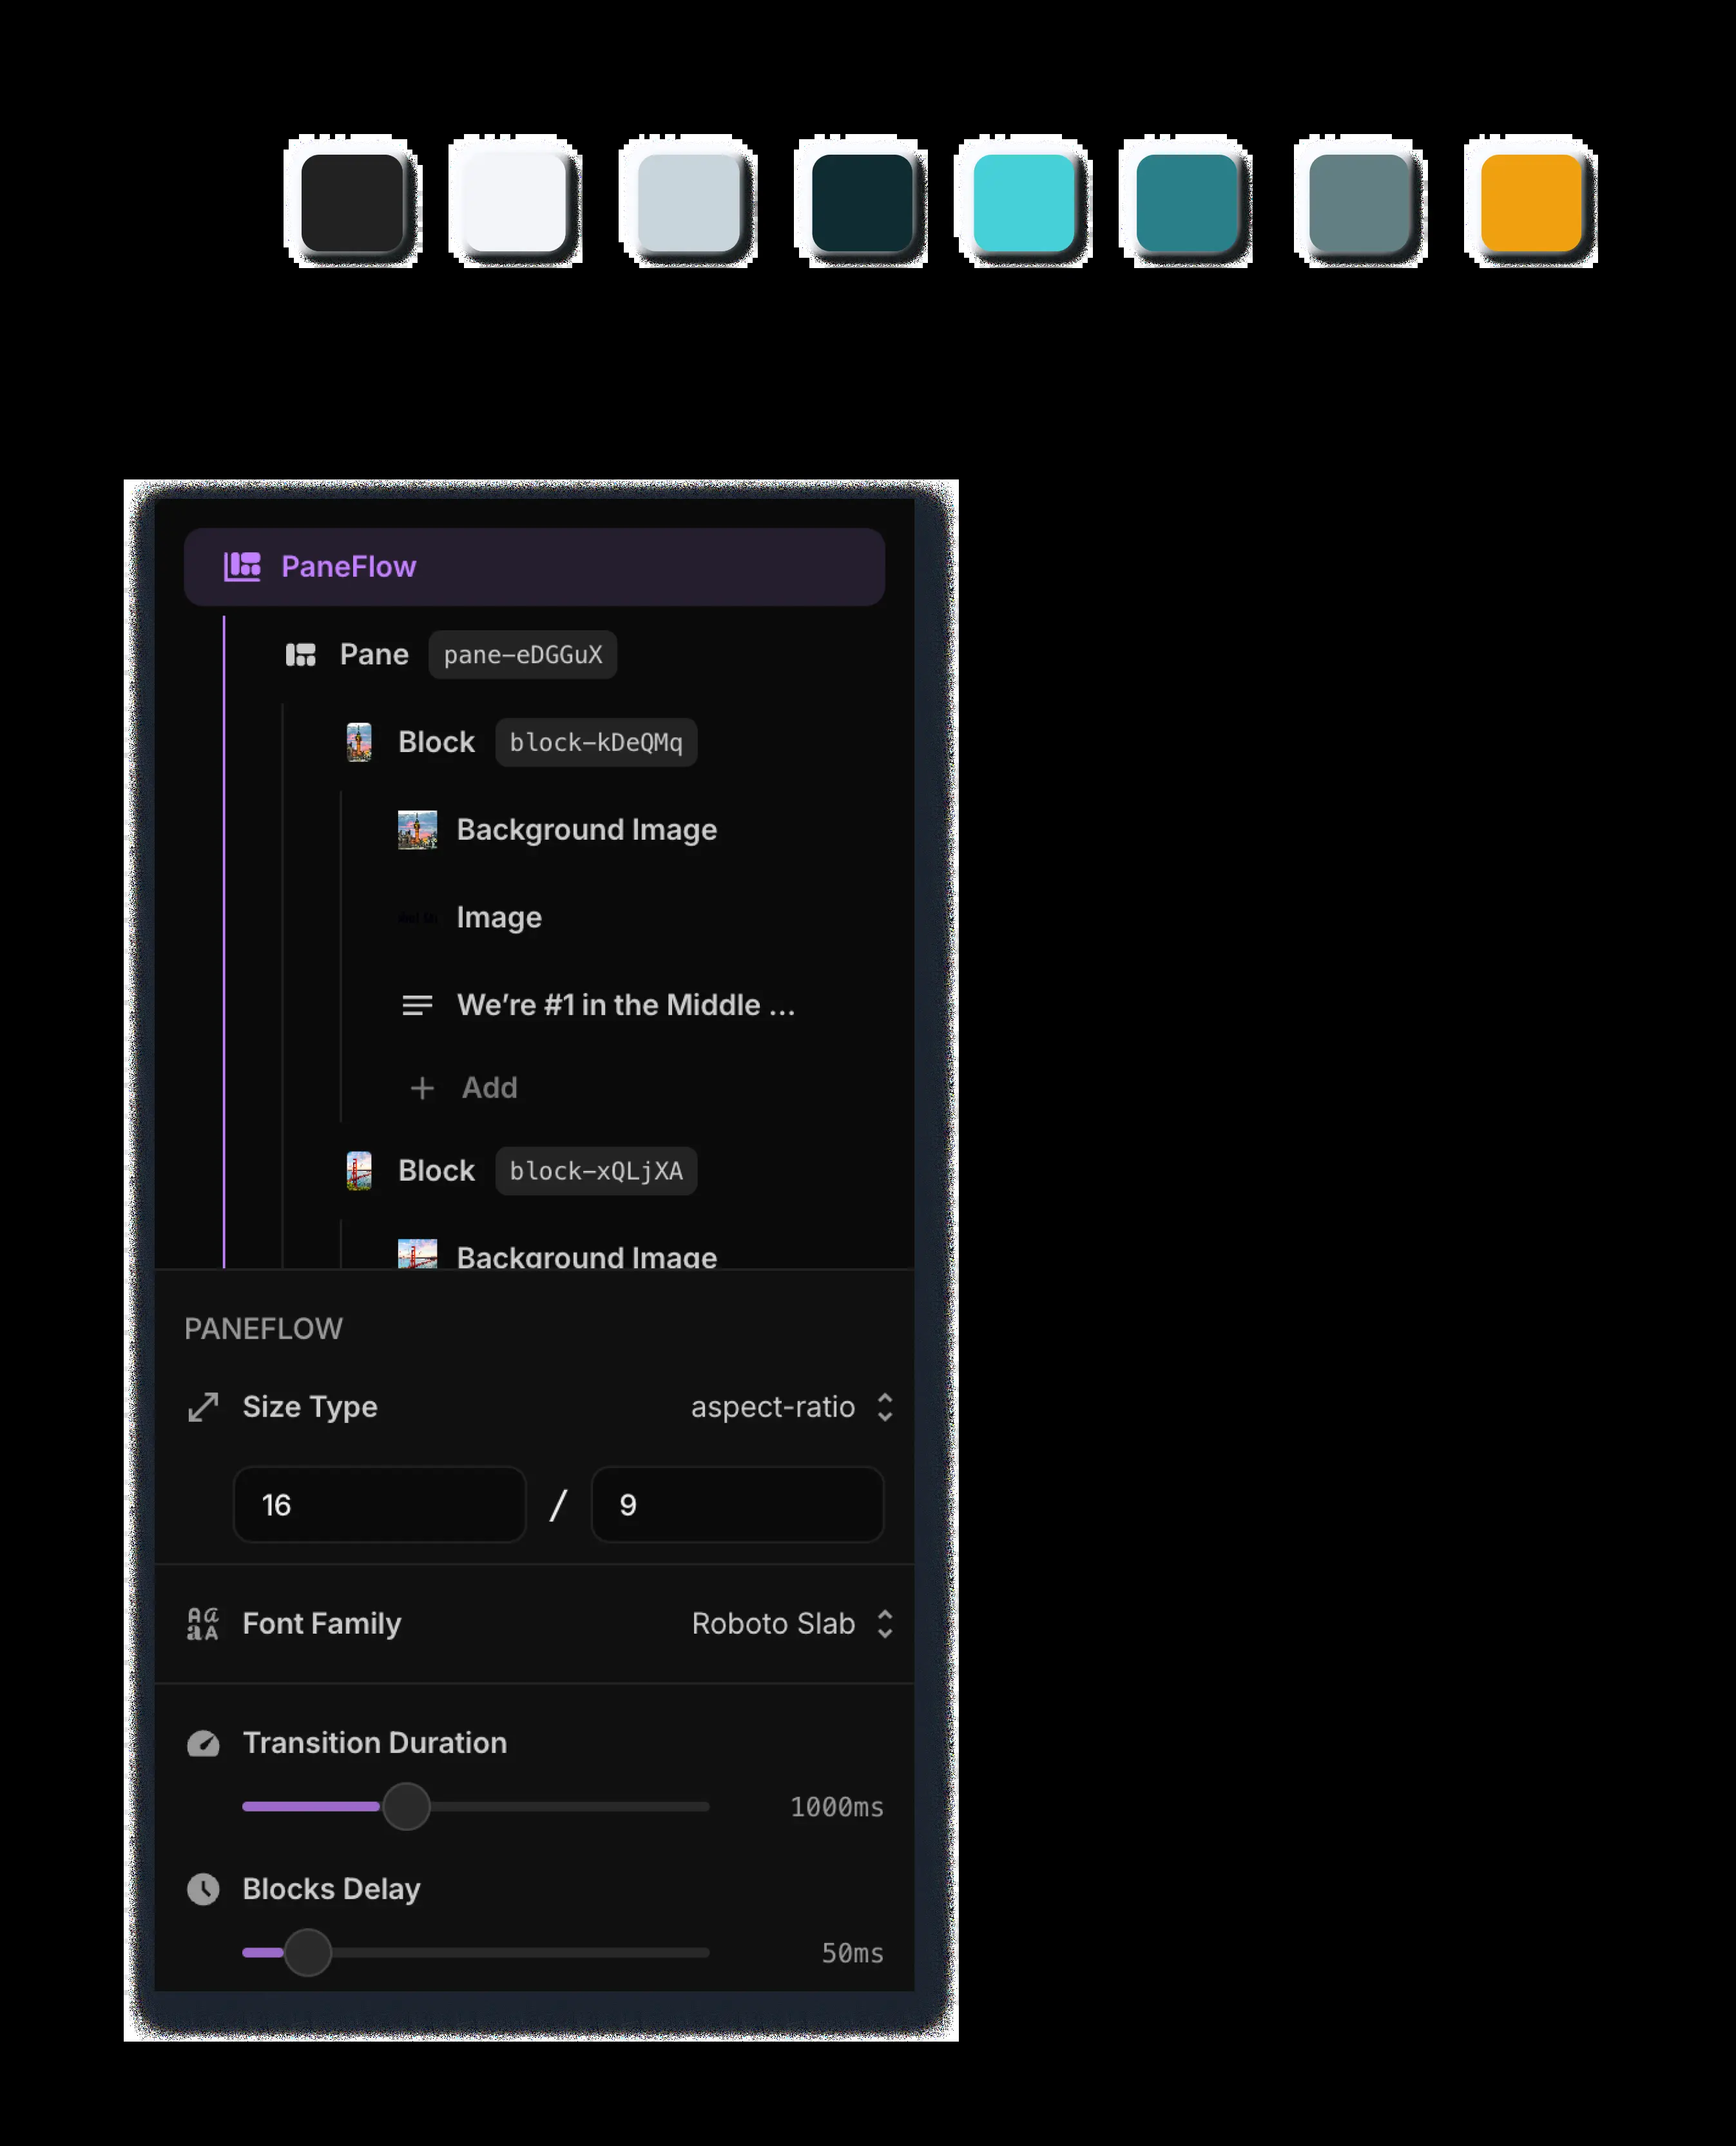 PaneFlow
Pane pane-eDGGuX
Block block-kDeQMq
Background Image
Image
We’re #1 in the Middle ...
Add
Block block-xQLjXA
Background Image
PANEFLOW
Size Type aspect-ratio
16 / 9
Font Family Roboto Slab
Transition Duration
1000ms
Blocks Delay
50ms